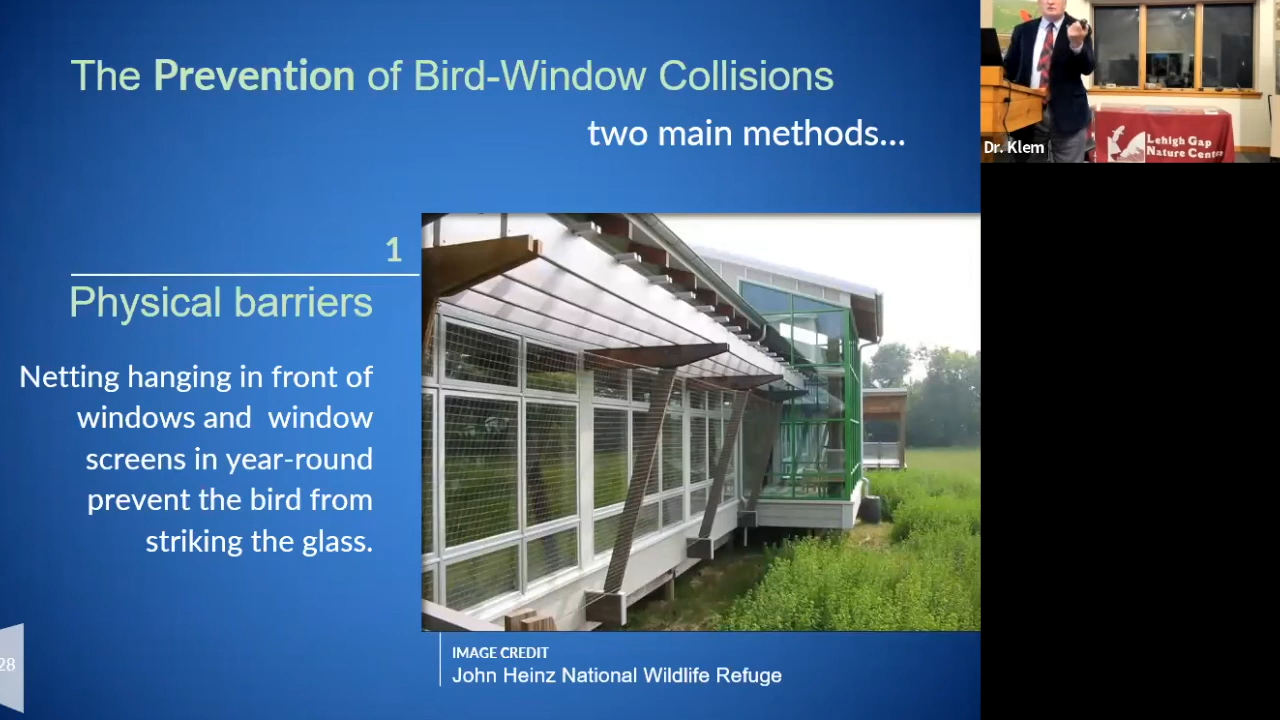 The Prevention of Bird-Window Collisions
two main methods...
1
Physical barriers
Netting hanging in front of
windows and window
screens in year-round
prevent the bird from
striking the glass.
IMAGE CREDIT
John Heinz National Wildlife Refuge
28
Dr. Klem
Lehigh Gap
Nature Center